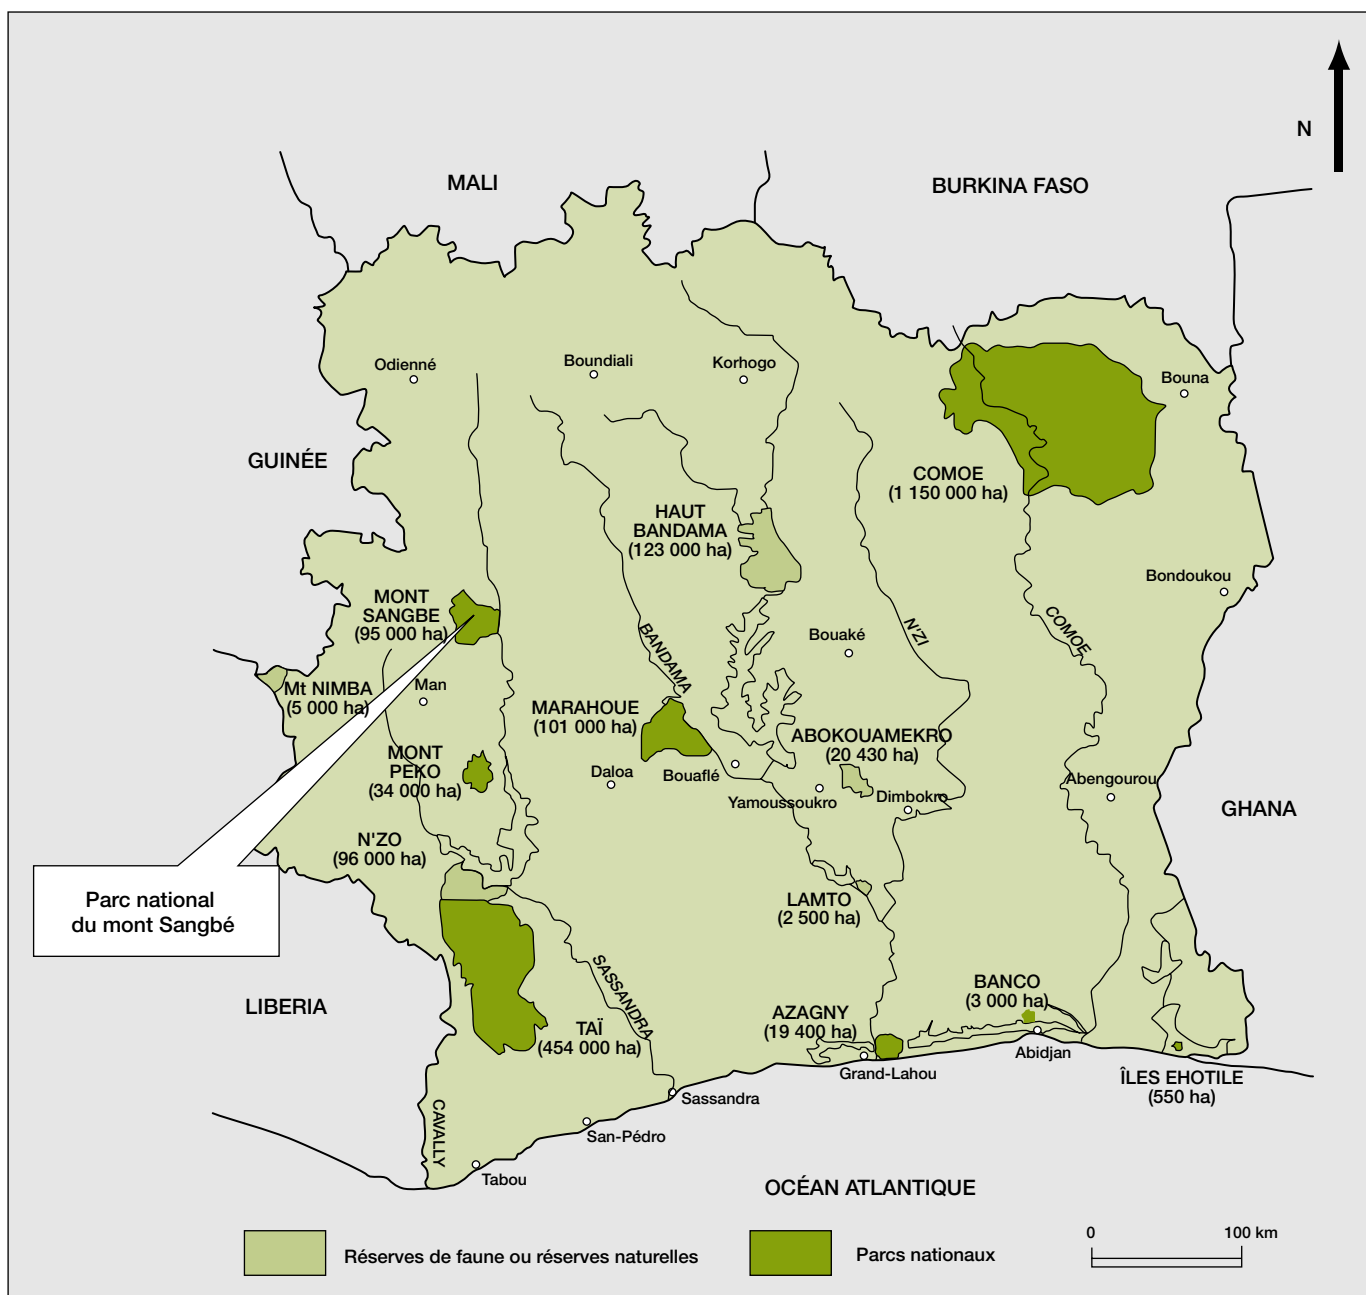 N
MALI
BURKINA FASO
Odienné
Boundiali
Korhogo
Bouna
GUINÉE
COMOE
(1 150 000 ha)
HAUT
BANDAMA
(123 000 ha)
Bondoukou
MONT
SANGBE
(95 000 ha)
BANDAMA
Bouaké
N'ZI
COMOE
Mt NIMBA
(5 000 ha)
Man
MARAHOUE
(101 000 ha)
ABOKOUAMEKRO
(20 430 ha)
MONT
PEKO
(34 000 ha)
Daloa
Bouaflé
Yamoussoukro
Dimbokro
Abengourou
GHANA
N'ZO
(96 000 ha)
Parc national
du mont Sangbé
LAMTO
(2 500 ha)
SASSANDRA
LIBERIA
TAÏ
(454 000 ha)
AZAGNY
(19 400 ha)
BANCO
(3 000 ha)
Grand-Lahou
Abidjan
ÎLES EHOTILE
(550 ha)
CAVALLY
Sassandra
San-Pédro
Tabou
OCÉAN ATLANTIQUE
Réserves de faune ou réserves naturelles
Parcs nationaux
0 100 km